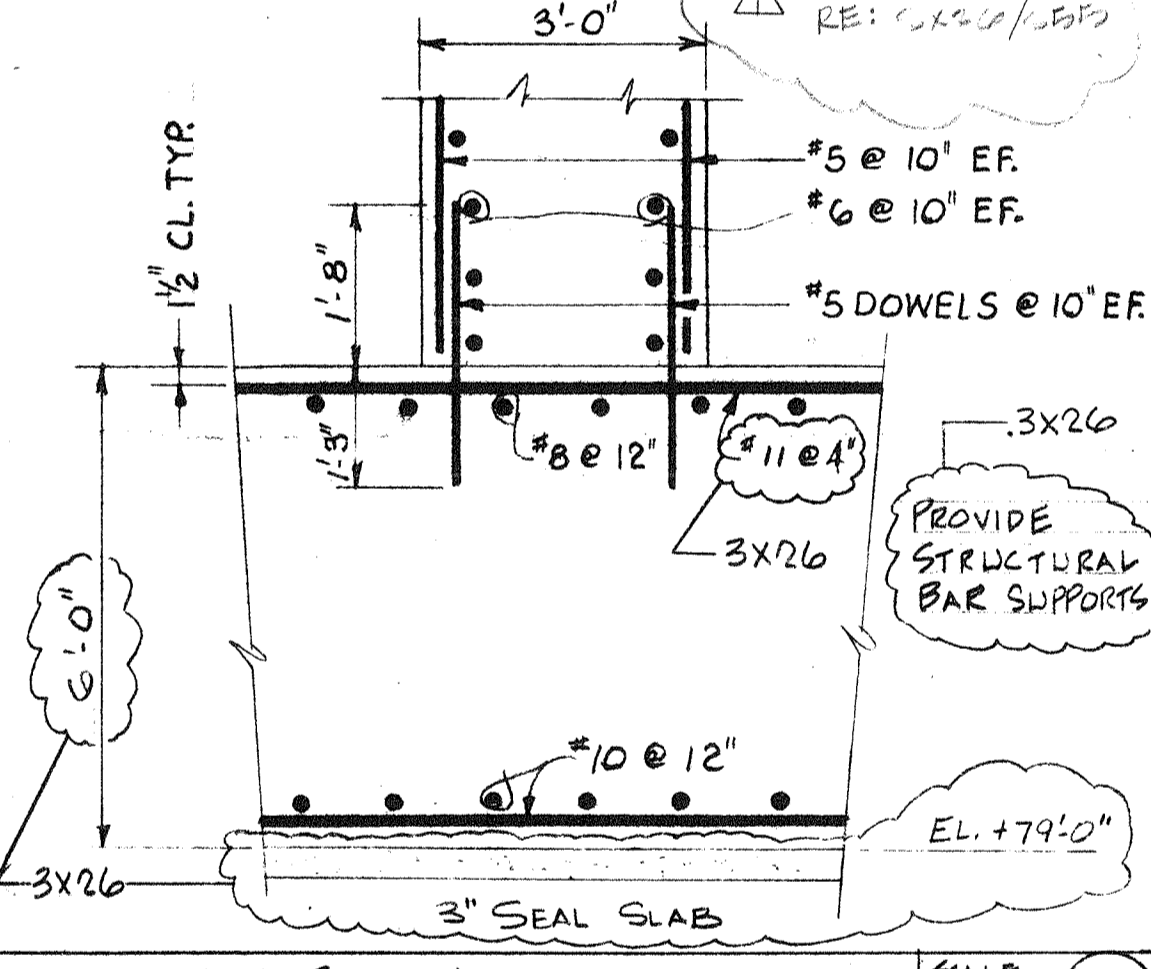 3'-0"
RE: 5X26/S55
1½" CL. TYP.
#5 @ 10" EF.
#6 @ 10" EF.
1'-8"
#5 DOWELS @ 10" EF.
1'-3"
#8 @ 12"
#11 @ 4"
3X26
3X26
PROVIDE
STRUCTURAL
BAR SUPPORTS
6'-0"
#10 @ 12"
EL. +79'-0"
3X26
3" SEAL SLAB